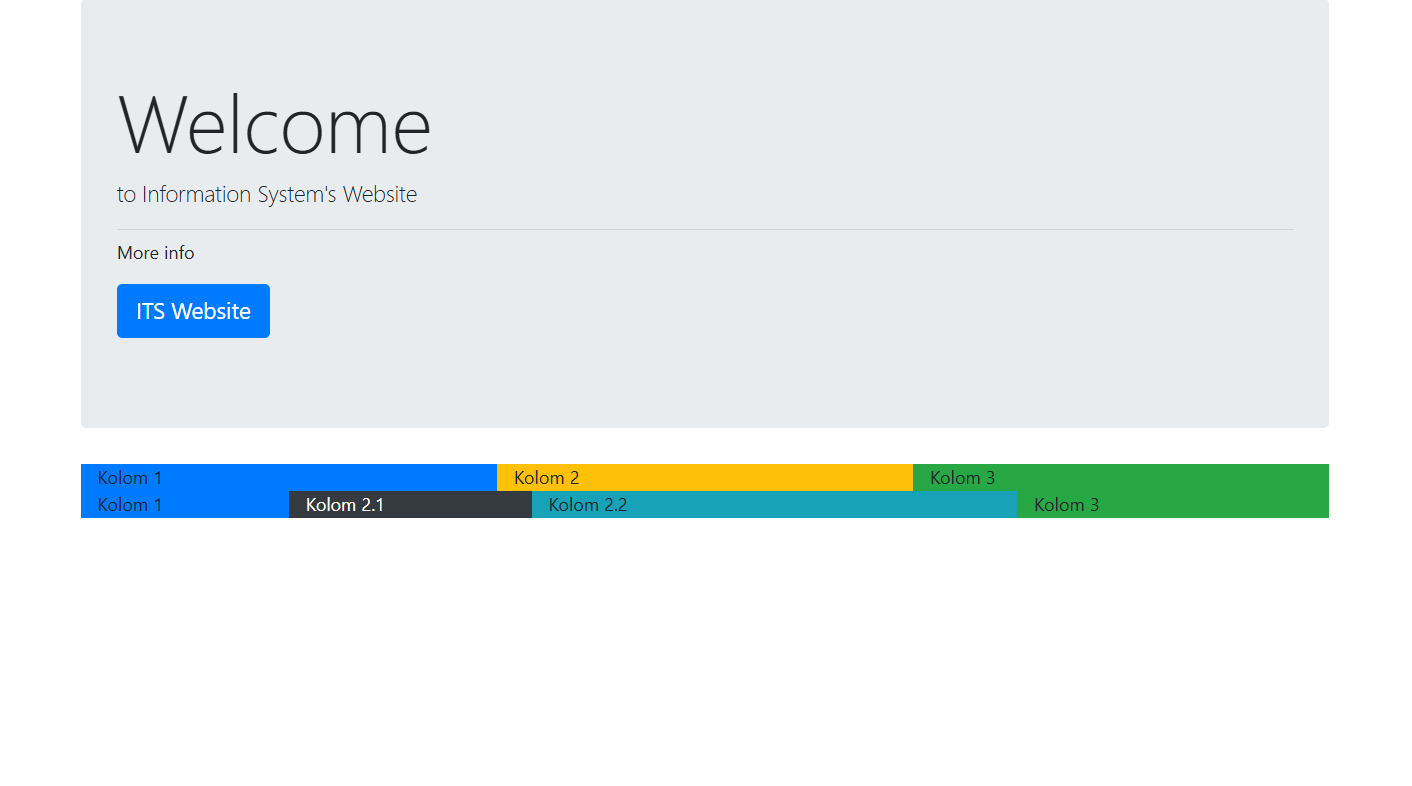 Welcome
to Information System's Website
More info
ITS Website
Kolom 1 Kolom 2 Kolom 3
Kolom 1 Kolom 2.1 Kolom 2.2 Kolom 3